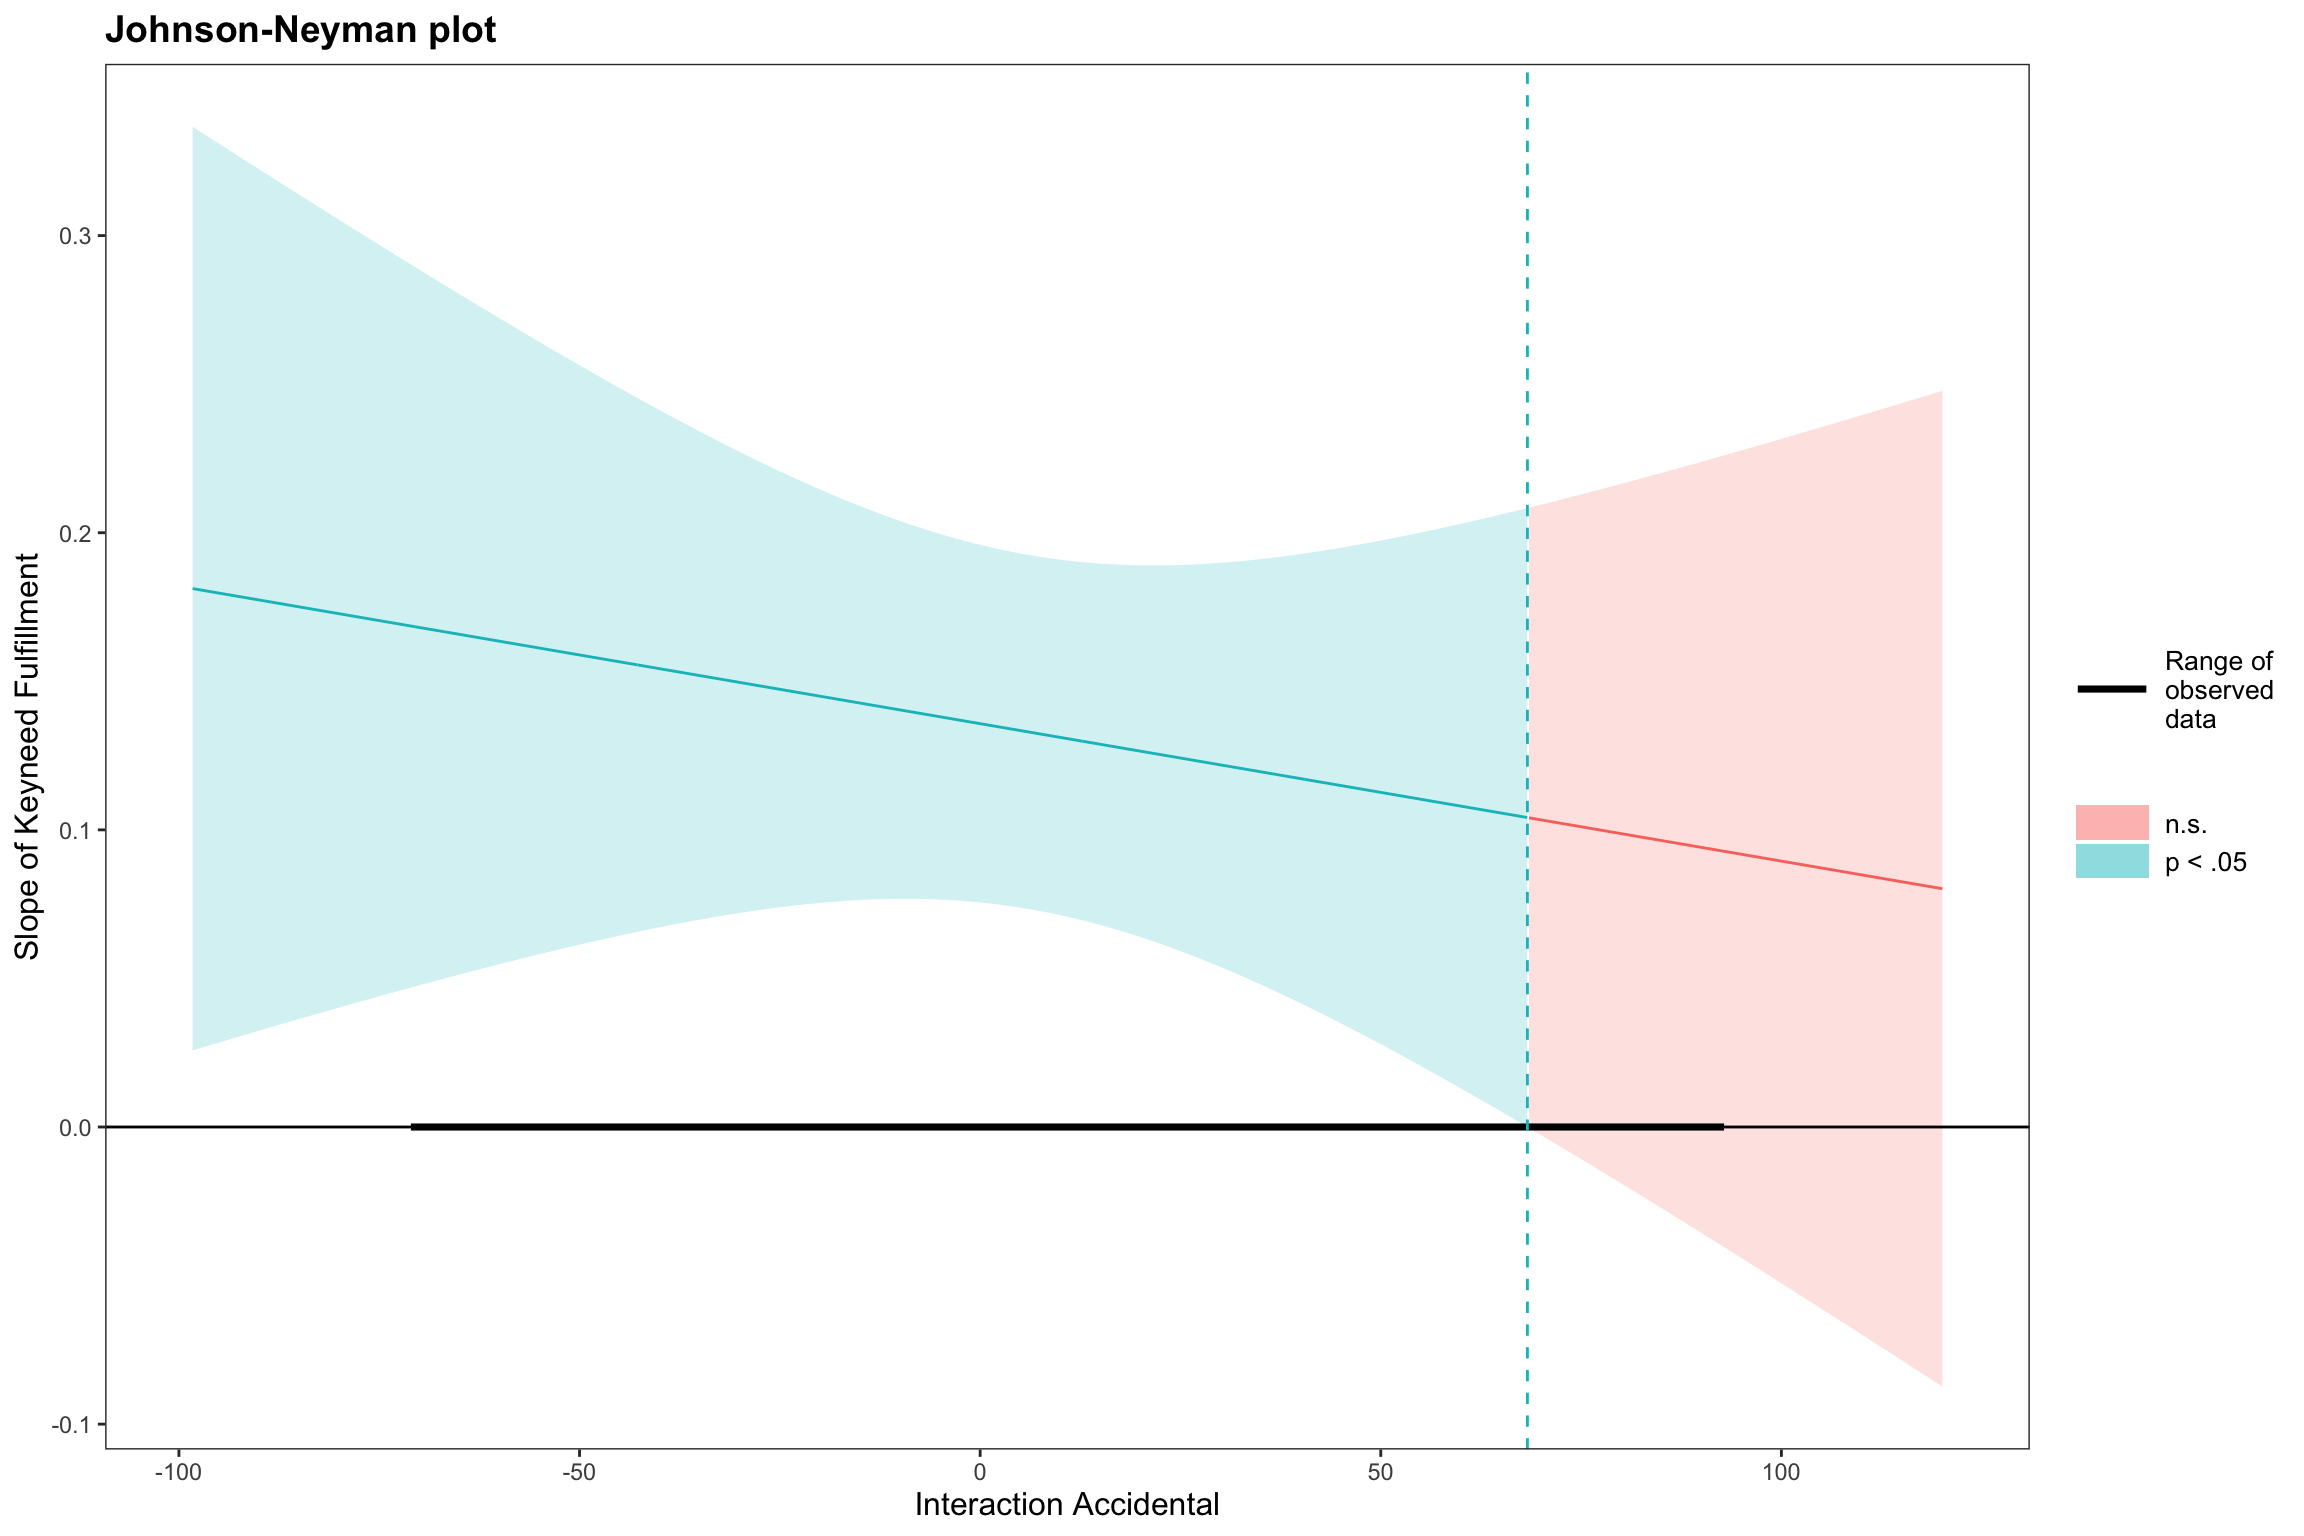 Johnson-Neyman plot
Slope of Keyneed Fulfillment
0.3
0.2
0.1
0.0
-0.1
-100
-50
0
50
100
Interaction Accidental
Range of
observed
data
n.s.
p < .05